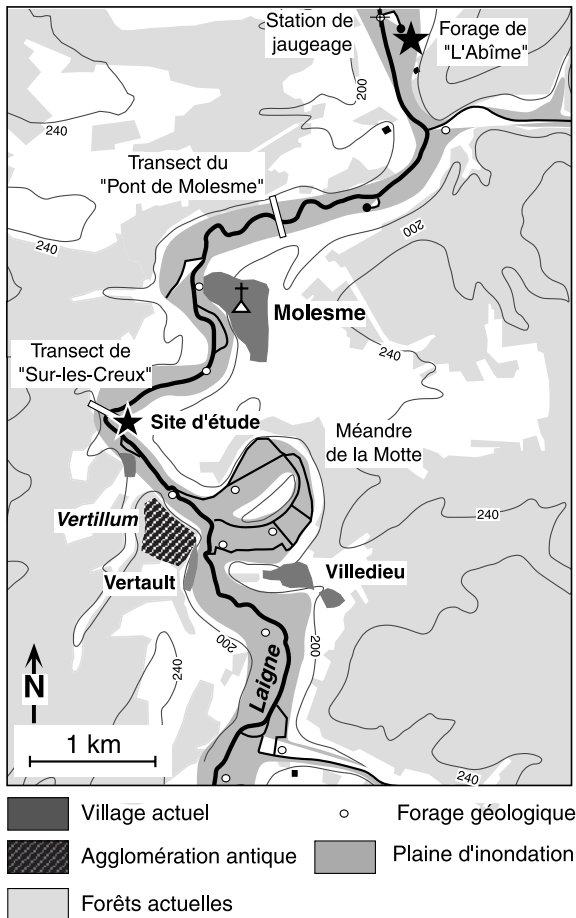 Station de
jaugeage
Forage de
"L'Abîme"
200
240
Transect du
"Pont de Molesme"
240
200
Molesme
Transect de
"Sur-les-Creux"
240
Site d'étude
Méandre
de la Motte
Vertillum
240
Vertault
Villedieu
200
200
240
Laigne
N
1 km
240
Village actuel
Forage géologique
Agglomération antique
Plaine d'inondation
Forêts actuelles